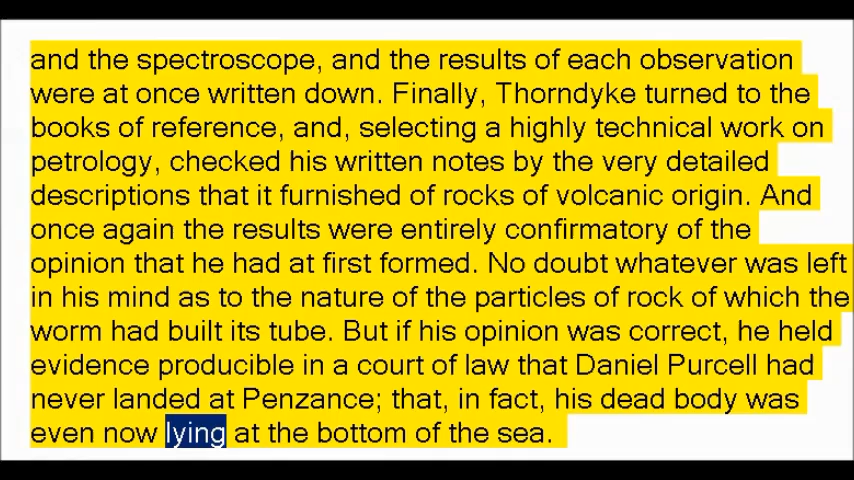 and the spectroscope, and the results of each observation
were at once written down. Finally, Thorndyke turned to the
books of reference, and, selecting a highly technical work on
petrology, checked his written notes by the very detailed
descriptions that it furnished of rocks of volcanic origin. And
once again the results were entirely confirmatory of the
opinion that he had at first formed. No doubt whatever was left
in his mind as to the nature of the particles of rock of which the
worm had built its tube. But if his opinion was correct, he held
evidence producible in a court of law that Daniel Purcell had
never landed at Penzance; that, in fact, his dead body was
even now lying at the bottom of the sea.